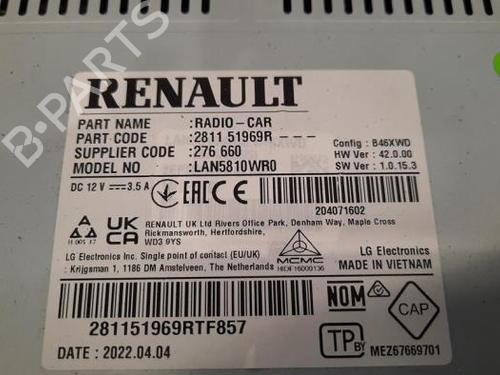 RENAULT
PART NAME : RADIO-CAR
PART CODE : 2811 51969R ---
SUPPLIER CODE : 276 660
MODEL NO : LAN5810WR0
Config : B46XWD
HW Ver : 42.0.00
SW Ver : 1.0.15.3
DC 12 V 3.5 A
EAC CE
204071602
UK CA
RENAULT UK Ltd Rivers Office Park, Denham Way, Maple Cross
Rickmansworth, Hertfordshire,
WD3 9YS
MCMC
HIDF16000136
LG Electronics Inc. Single point of contact (EU/UK)
: Krijgsman 1, 1186 DM Amstelveen, The Netherlands
LG Electronics
MADE IN VIETNAM
281151969RTF857
NOM
CAP
TP BY
DATE : 2022.04.04
MEZ67669701
B-PARTS